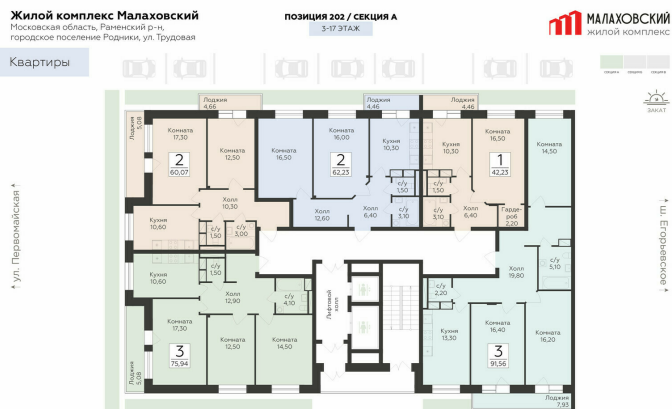 Жилой комплекс Малаховский
Московская область, Раменский р-н,
городское поселение Родники, ул. Трудовая
ПОЗИЦИЯ 202 / СЕКЦИЯ А
3-17 ЭТАЖ
МАЛАХОВСКИЙ
жилой комплекс
Квартиры
ЗАКАТ
ул. Первомайская
ш. Егорьевское
Лоджия
4,66
Лоджия
4,46
Лоджия
4,46
Лоджия
5,08
Комната
17,30
Комната
12,50
2
60,07
Холл
10,30
Кухня
10,60
с/у
1,50
с/у
3,00
Комната
16,50
Комната
16,00
2
62,23
Кухня
10,30
с/у
1,50
Холл
12,60
Холл
6,40
с/у
3,10
Кухня
10,30
Комната
16,50
1
42,23
с/у
1,50
с/у
3,10
Холл
6,40
Гарде-
роб
2,20
Комната
14,50
Кухня
10,60
с/у
1,50
Холл
12,90
с/у
4,10
Комната
17,30
3
75,94
Комната
12,50
Комната
14,50
Лоджия
5,08
Лифтовой
холл
Холл
19,80
с/у
5,10
с/у
2,20
Кухня
13,30
Комната
16,40
3
91,56
Комната
16,20
Лоджия
7,93